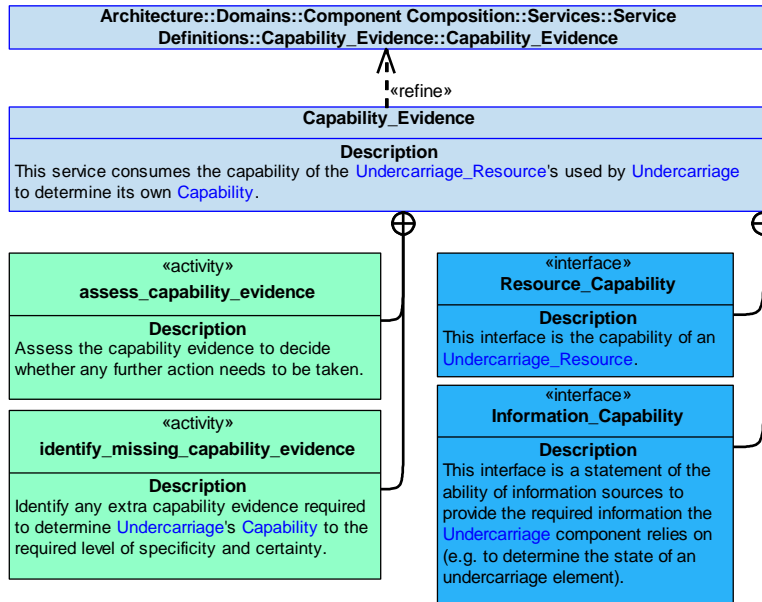 Architecture::Domains::Component Composition::Services::Service
Definitions::Capability_Evidence::Capability_Evidence
«refine»
Capability_Evidence
Description
This service consumes the capability of the Undercarriage_Resource's used by Undercarriage
to determine its own Capability.
«activity»
assess_capability_evidence
Description
Assess the capability evidence to decide
whether any further action needs to be taken.
«interface»
Resource_Capability
Description
This interface is the capability of an
Undercarriage_Resource.
«activity»
identify_missing_capability_evidence
Description
Identify any extra capability evidence required
to determine Undercarriage's Capability to the
required level of specificity and certainty.
«interface»
Information_Capability
Description
This interface is a statement of the
ability of information sources to
provide the required information the
Undercarriage component relies on
(e.g. to determine the state of an
undercarriage element).